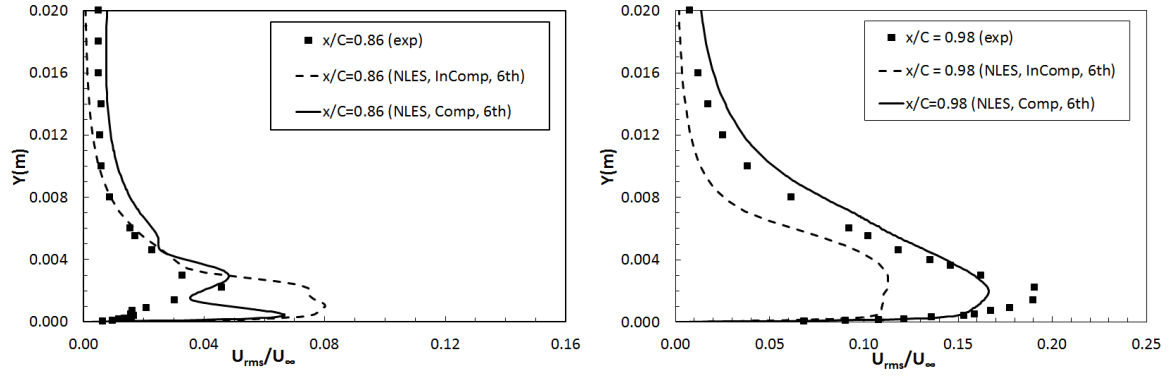 0.020
0.016
0.012
0.008
0.004
0.000
Y(m)
0.00 0.04 0.08 0.12 0.16
Urms/U∞
x/C=0.86 (exp)
x/C=0.86 (NLES, InComp, 6th)
x/C=0.86 (NLES, Comp, 6th)
0.020
0.016
0.012
0.008
0.004
0.000
Y(m)
0.00 0.05 0.10 0.15 0.20 0.25
Urms/U∞
x/C = 0.98 (exp)
x/C = 0.98 (NLES, InComp, 6th)
x/C=0.98 (NLES, Comp, 6th)